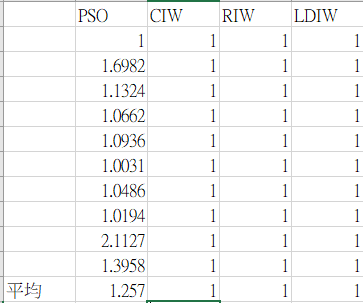 PSO CIW RIW LDIW
1 1 1 1
1.6982 1 1 1
1.1324 1 1 1
1.0662 1 1 1
1.0936 1 1 1
1.0031 1 1 1
1.0486 1 1 1
1.0194 1 1 1
2.1127 1 1 1
1.3958 1 1 1
平均 1.257 1 1 1